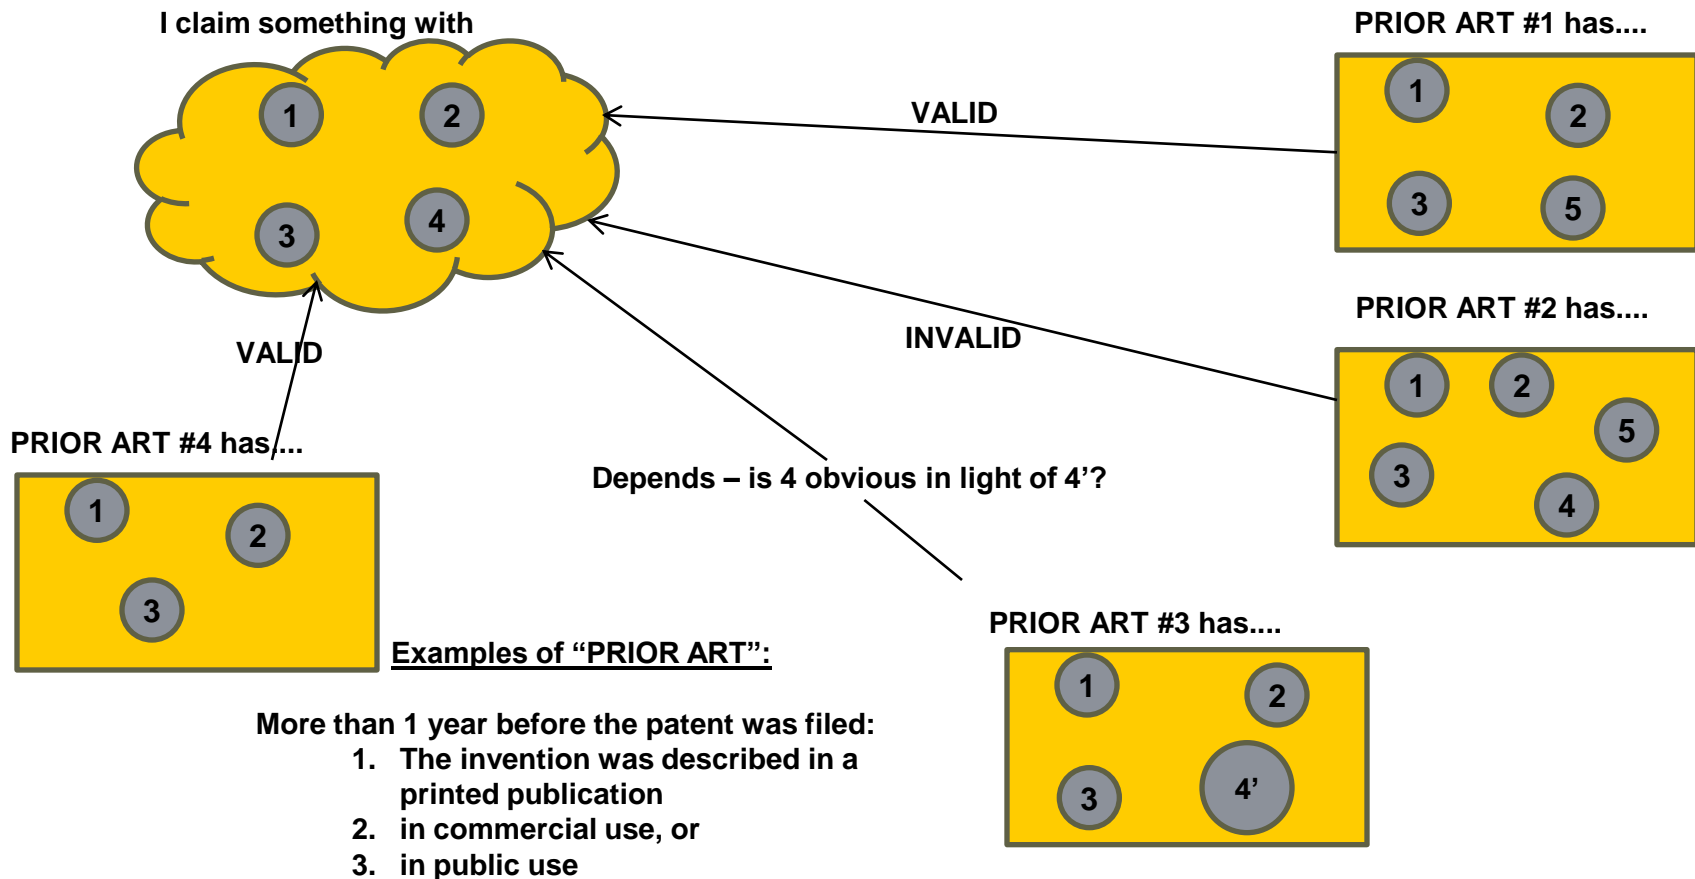 I claim something with
1
2
3
4
PRIOR ART #1 has....
1
2
3
5
VALID
PRIOR ART #2 has....
1
2
5
3
4
INVALID
VALID
PRIOR ART #4 has....
1
2
3
Depends – is 4 obvious in light of 4’?
PRIOR ART #3 has....
1
2
3
4’
Examples of “PRIOR ART”:
More than 1 year before the patent was filed:
1. The invention was described in a
printed publication
2. in commercial use, or
3. in public use